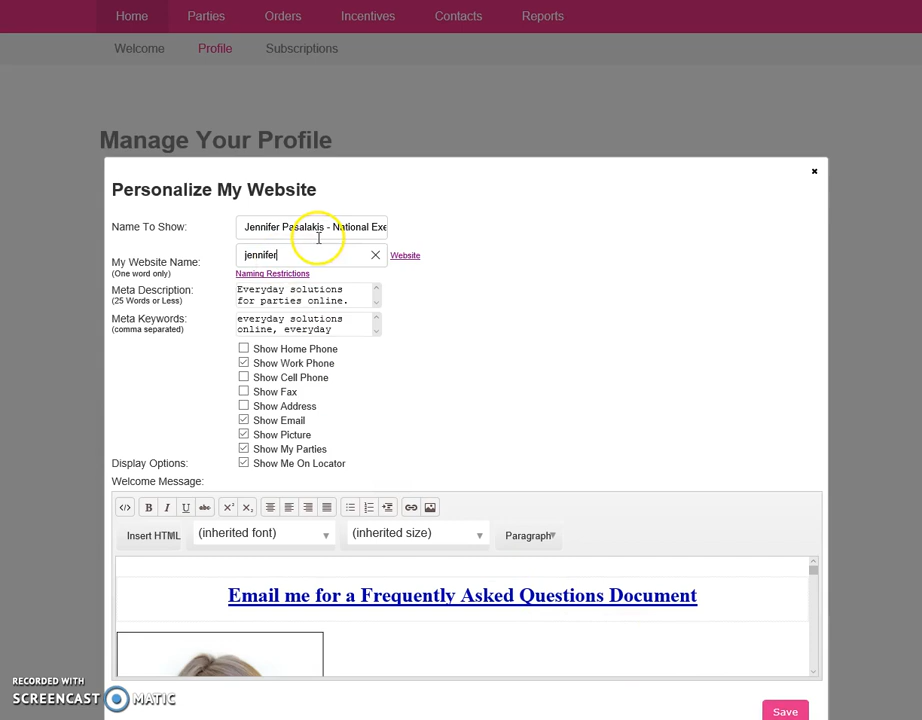 Home Parties Orders Incentives Contacts Reports
Welcome Profile Subscriptions
Manage Your Profile
Personalize My Website
Name To Show: Jennifer Pasalakis - National Exe
My Website Name: jennifer Website
(One word only) Naming Restrictions
Meta Description: Everyday solutions
(25 Words or Less) for parties online.
Meta Keywords: everyday solutions
(comma separated) online, everyday
Show Home Phone
Show Work Phone
Show Cell Phone
Show Fax
Show Address
Show Email
Show Picture
Show My Parties
Display Options: Show Me On Locator
Welcome Message:
B I U abc X² X₂
Insert HTML (inherited font) (inherited size) Paragraph
Email me for a Frequently Asked Questions Document
RECORDED WITH
SCREENCAST MATIC
Save